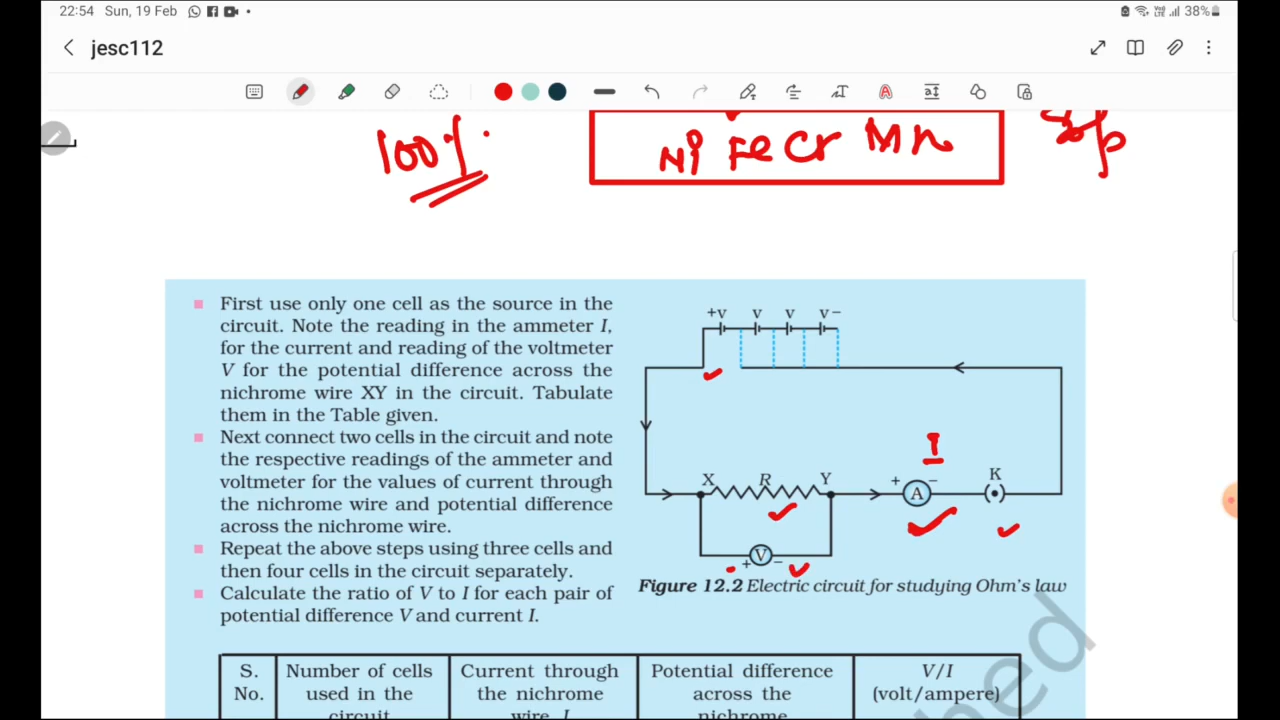 22:54 Sun, 19 Feb
38%
jesc112
100%
Ni Fe Cr Mn
First use only one cell as the source in the
circuit. Note the reading in the ammeter I,
for the current and reading of the voltmeter
V for the potential difference across the
nichrome wire XY in the circuit. Tabulate
them in the Table given.
Next connect two cells in the circuit and note
the respective readings of the ammeter and
voltmeter for the values of current through
the nichrome wire and potential difference
across the nichrome wire.
Repeat the above steps using three cells and
then four cells in the circuit separately.
Calculate the ratio of V to I for each pair of
potential difference V and current I.
+v v v v −
I
X R Y + − K
A
V
+ −
Figure 12.2 Electric circuit for studying Ohm's law
S. Number of cells Current through Potential difference V/I
No. used in the the nichrome across the (volt/ampere)
circuit wire, I nichrome